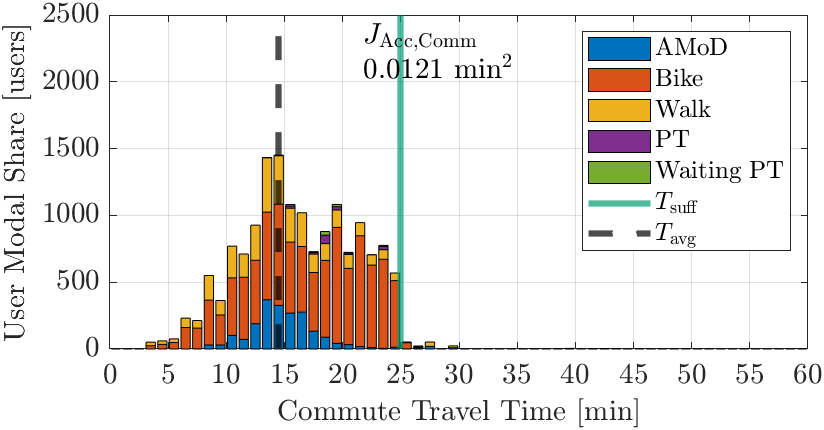 User Modal Share [users]
2500
2000
1500
1000
500
0
J_Acc,Comm
0.0121 min²
AMoD
Bike
Walk
PT
Waiting PT
T_suff
T_avg
0 5 10 15 20 25 30 35 40 45 50 55 60
Commute Travel Time [min]